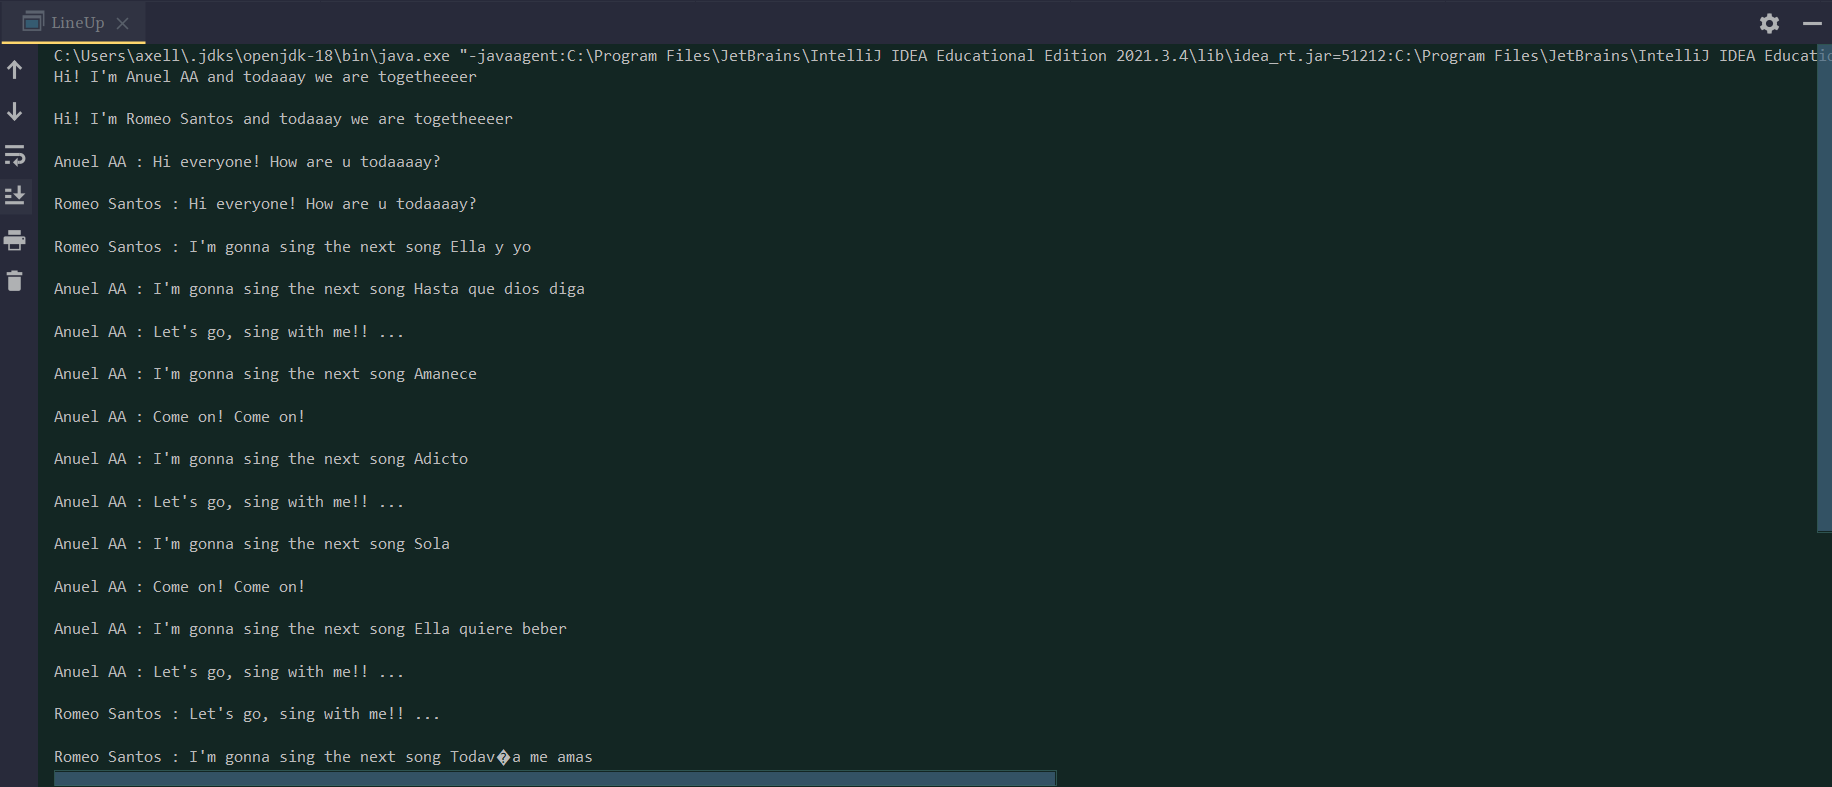 LineUp
C:\Users\axell\.jdks\openjdk-18\bin\java.exe "-javaagent:C:\Program Files\JetBrains\IntelliJ IDEA Educational Edition 2021.3.4\lib\idea_rt.jar=51212:C:\Program Files\JetBrains\IntelliJ IDEA Educatio
Hi! I'm Anuel AA and todaaay we are togetheeeer
Hi! I'm Romeo Santos and todaaay we are togetheeeer
Anuel AA : Hi everyone! How are u todaaaay?
Romeo Santos : Hi everyone! How are u todaaaay?
Romeo Santos : I'm gonna sing the next song Ella y yo
Anuel AA : I'm gonna sing the next song Hasta que dios diga
Anuel AA : Let's go, sing with me!! ...
Anuel AA : I'm gonna sing the next song Amanece
Anuel AA : Come on! Come on!
Anuel AA : I'm gonna sing the next song Adicto
Anuel AA : Let's go, sing with me!! ...
Anuel AA : I'm gonna sing the next song Sola
Anuel AA : Come on! Come on!
Anuel AA : I'm gonna sing the next song Ella quiere beber
Anuel AA : Let's go, sing with me!! ...
Romeo Santos : Let's go, sing with me!! ...
Romeo Santos : I'm gonna sing the next song Todav�a me amas